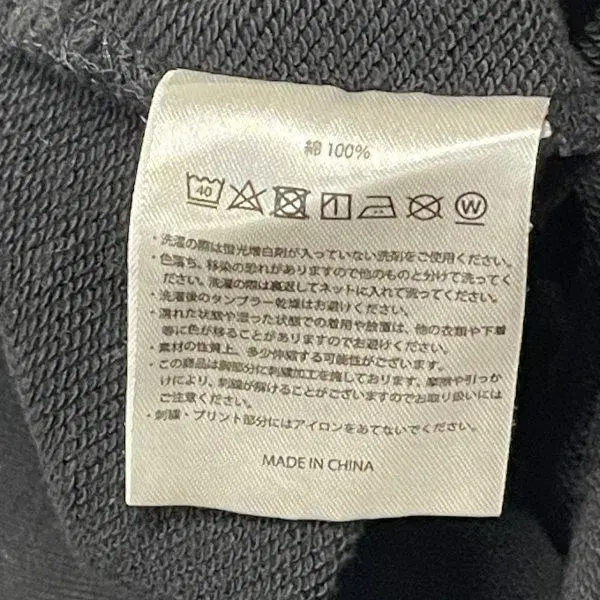 綿 100%
40 W
・洗濯の際は蛍光増白剤が入っていない洗剤をご使用ください。
・色落ち、移染の恐れがありますので他のものと分けて洗ってく
ださい。洗濯の際は裏返してネットに入れて洗ってください。
・洗濯後のタンブラー乾燥はお避けください。
・濡れた状態や湿った状態での着用や放置は、他の衣類や下着
等に色が移ることがありますのでお避けください。
・素材の性質上、多少伸縮する可能性がございます。
・この商品は胸部分に刺繍加工を施しております。摩擦や引っか
けにより、刺繍が解けることがございますのでお取り扱いには
ご注意ください。
・刺繍・プリント部分にはアイロンをあてないでください。
MADE IN CHINA